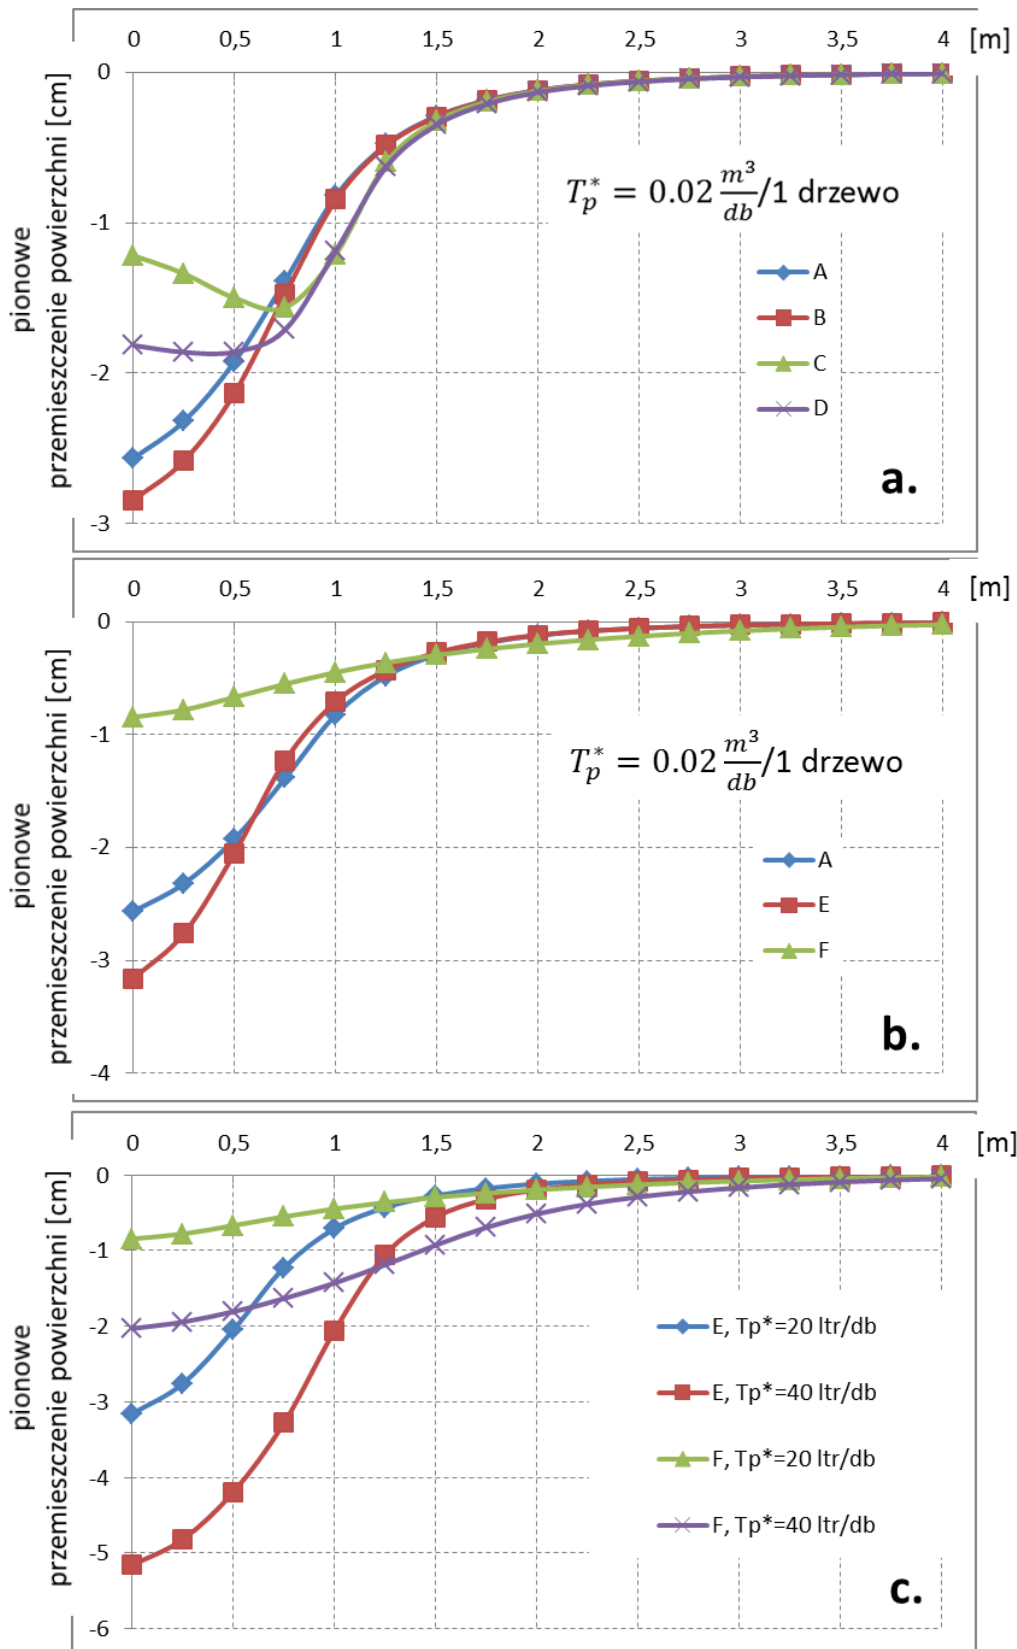 0 0,5 1 1,5 2 2,5 3 3,5 4 [m]
0
-1
-2
-3
pionowe
przemieszczenie powierzchni [cm]
T_p^* = 0.02 m³/db /1 drzewo
A
B
C
D
a.
0 0,5 1 1,5 2 2,5 3 3,5 4 [m]
0
-1
-2
-3
-4
pionowe
przemieszczenie powierzchni [cm]
T_p^* = 0.02 m³/db /1 drzewo
A
E
F
b.
0 0,5 1 1,5 2 2,5 3 3,5 4 [m]
0
-1
-2
-3
-4
-5
-6
pionowe
przemieszczenie powierzchni [cm]
E, Tp*=20 ltr/db
E, Tp*=40 ltr/db
F, Tp*=20 ltr/db
F, Tp*=40 ltr/db
c.